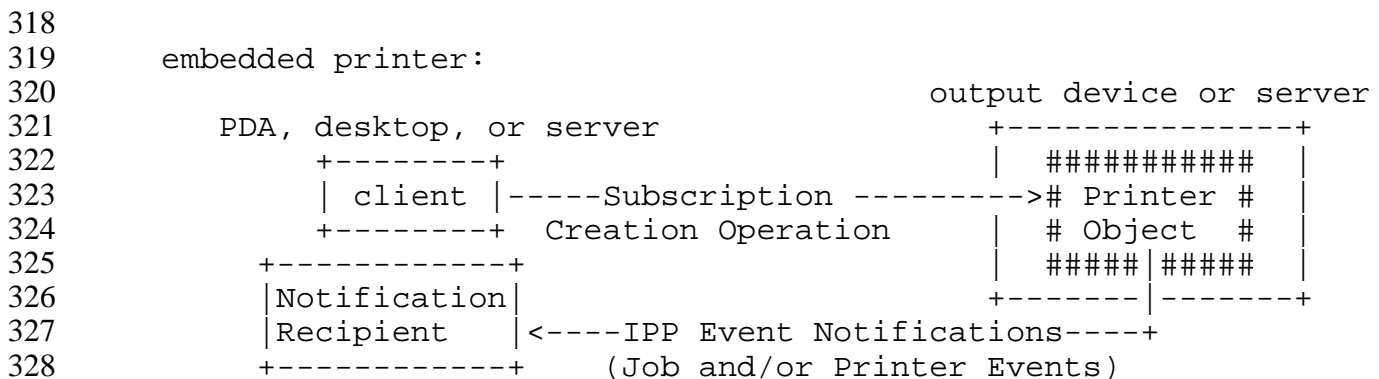 318
319       embedded printer:
320                                                            output device or server
321           PDA, desktop, or server                       +---------------+
322                 +--------+                              |  ###########  |
323                 | client |-----Subscription ---------># Printer #  |
324                 +--------+  Creation Operation     |  # Object  #  |
325             +------------+                              |  #####|#####  |
326             |Notification|                              +-------|-------+
327             |Recipient   |<----IPP Event Notifications----+
328             +------------+    (Job and/or Printer Events)